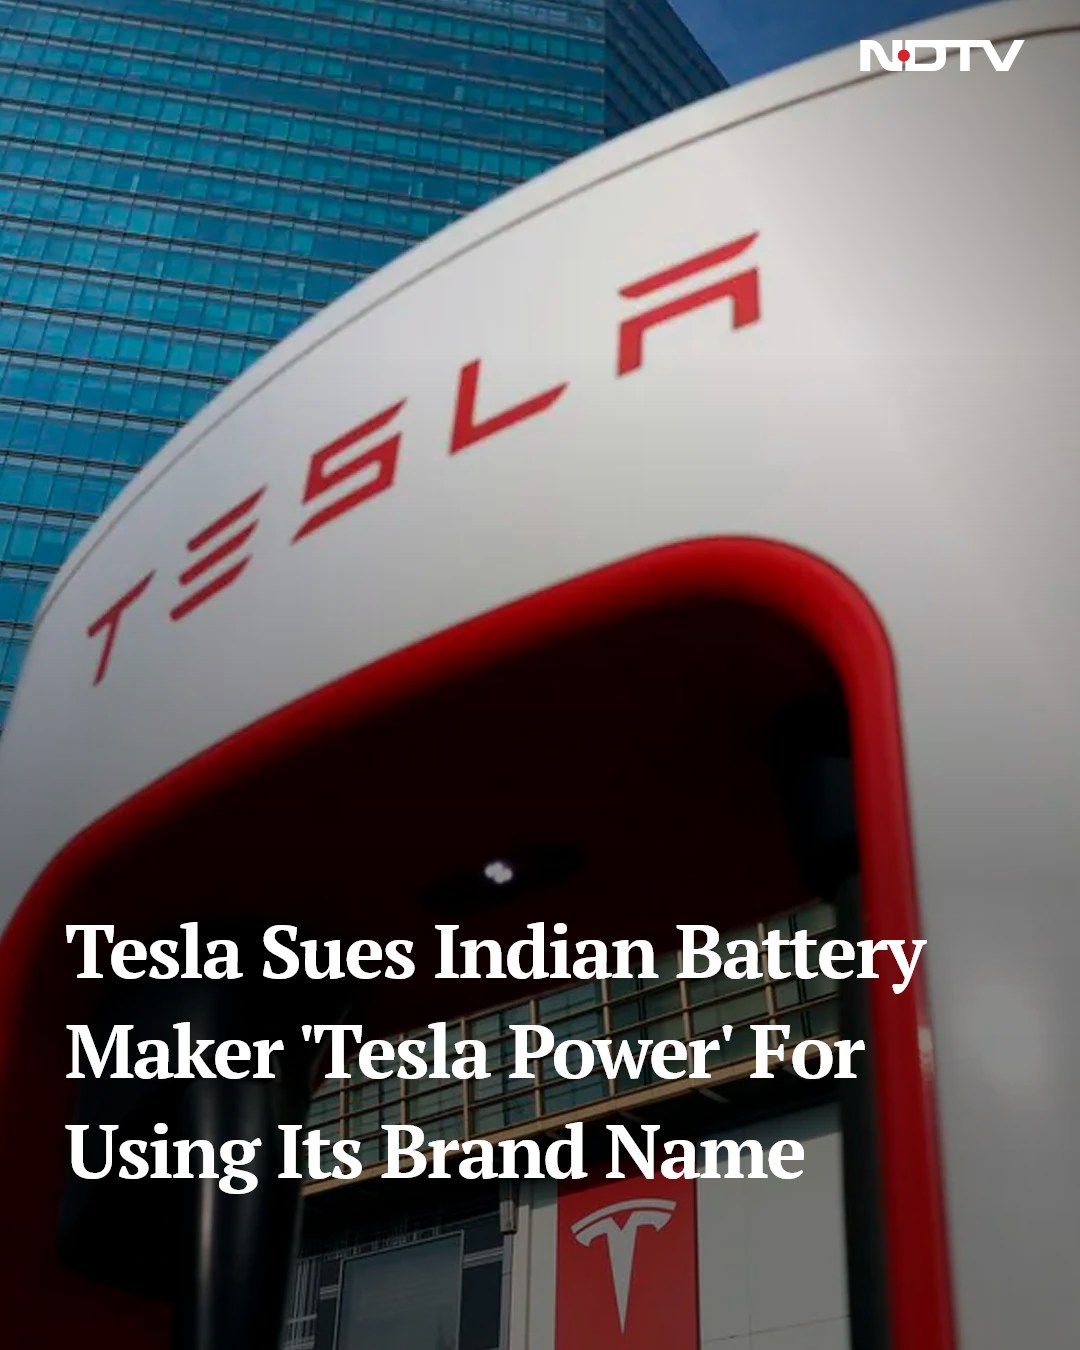 NDTV
TESLA
Tesla Sues Indian Battery
Maker 'Tesla Power' For
Using Its Brand Name